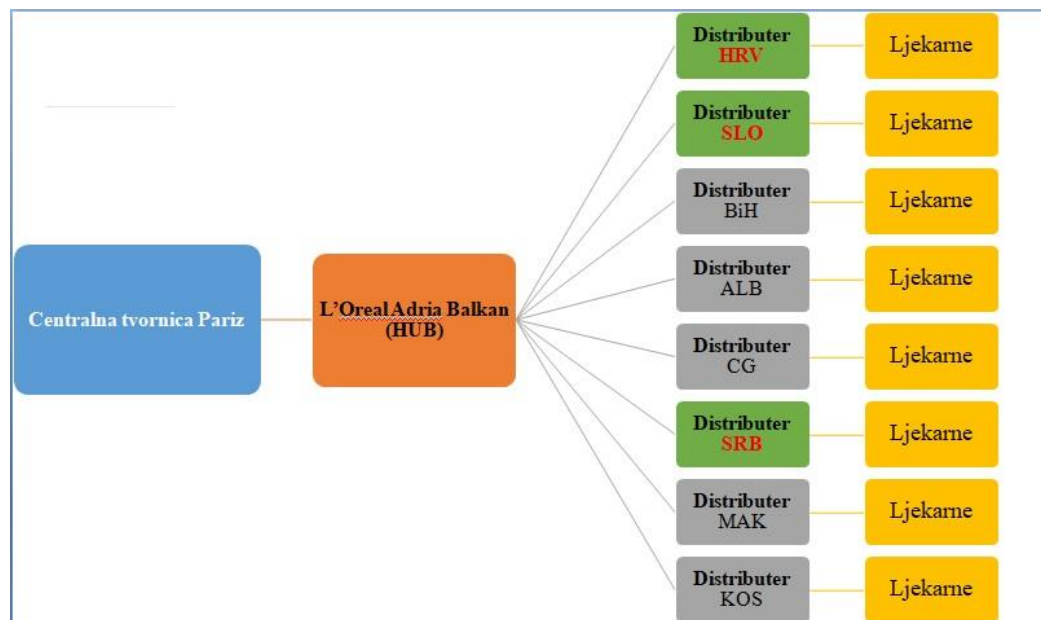 Centralna tvornica Pariz
L’Oreal Adria Balkan
(HUB)
Distributer
HRV
Ljekarne
Distributer
SLO
Ljekarne
Distributer
BiH
Ljekarne
Distributer
ALB
Ljekarne
Distributer
CG
Ljekarne
Distributer
SRB
Ljekarne
Distributer
MAK
Ljekarne
Distributer
KOS
Ljekarne